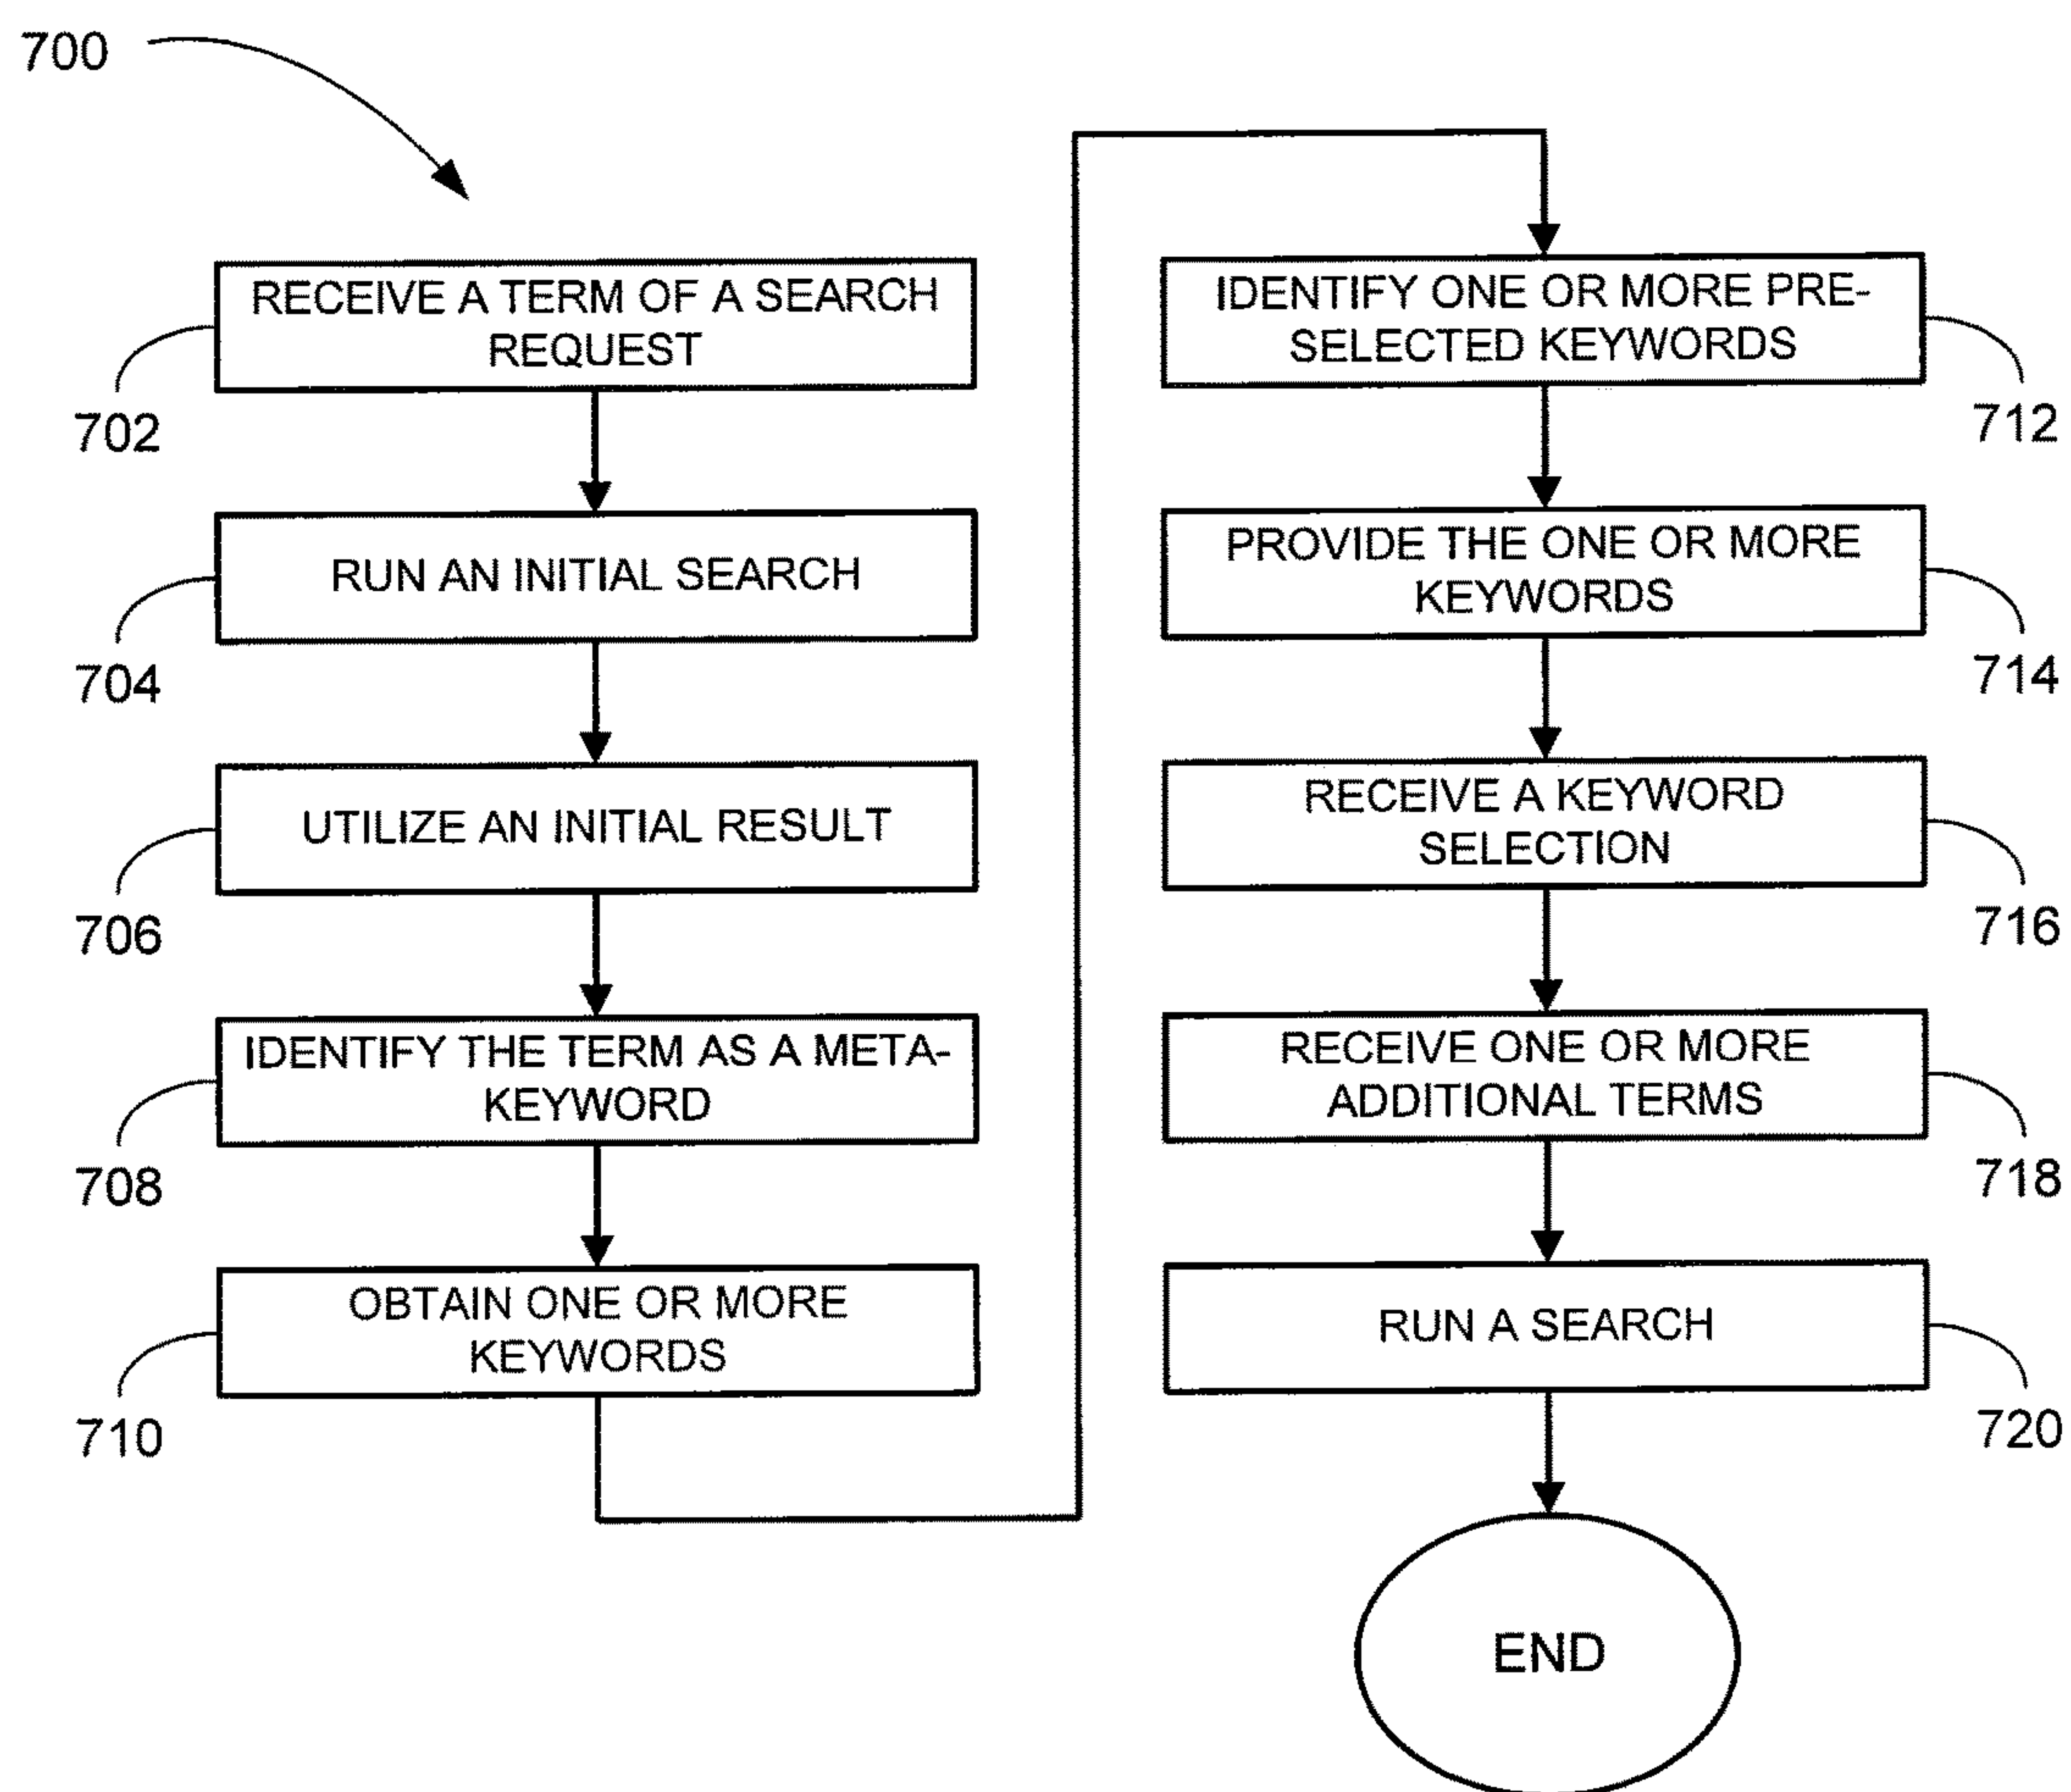 700
RECEIVE A TERM OF A SEARCH
REQUEST
702
RUN AN INITIAL SEARCH
704
UTILIZE AN INITIAL RESULT
706
IDENTIFY THE TERM AS A META-
KEYWORD
708
OBTAIN ONE OR MORE
KEYWORDS
710
IDENTIFY ONE OR MORE PRE-
SELECTED KEYWORDS
712
PROVIDE THE ONE OR MORE
KEYWORDS
714
RECEIVE A KEYWORD
SELECTION
716
RECEIVE ONE OR MORE
ADDITIONAL TERMS
718
RUN A SEARCH
720
END